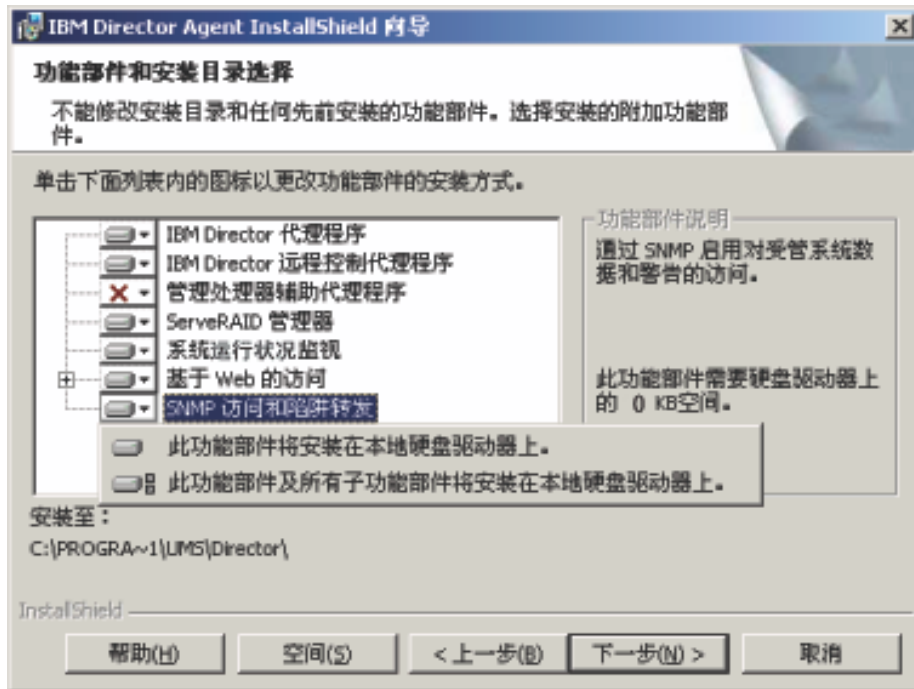 IBM Director Agent InstallShield 向导
功能部件和安装目录选择
不能修改安装目录和任何先前安装的功能部件。选择安装的附加功能部
件。
单击下面列表内的图标以更改功能部件的安装方式。
IBM Director 代理程序
IBM Director 远程控制代理程序
管理处理器辅助代理程序
ServeRAID 管理器
系统运行状况监视
基于 Web 的访问
SNMP 访问和陷阱转发
此功能部件将安装在本地硬盘驱动器上。
此功能部件及所有子功能部件将安装在本地硬盘驱动器上。
功能部件说明
通过 SNMP 启用对受管系统数
据和警告的访问。
此功能部件需要硬盘驱动器上
的 0 KB空间。
安装至：
C:\PROGRA~1\UMS\Director\
InstallShield
帮助(H)
空间(S)
< 上一步(B)
下一步(N) >
取消